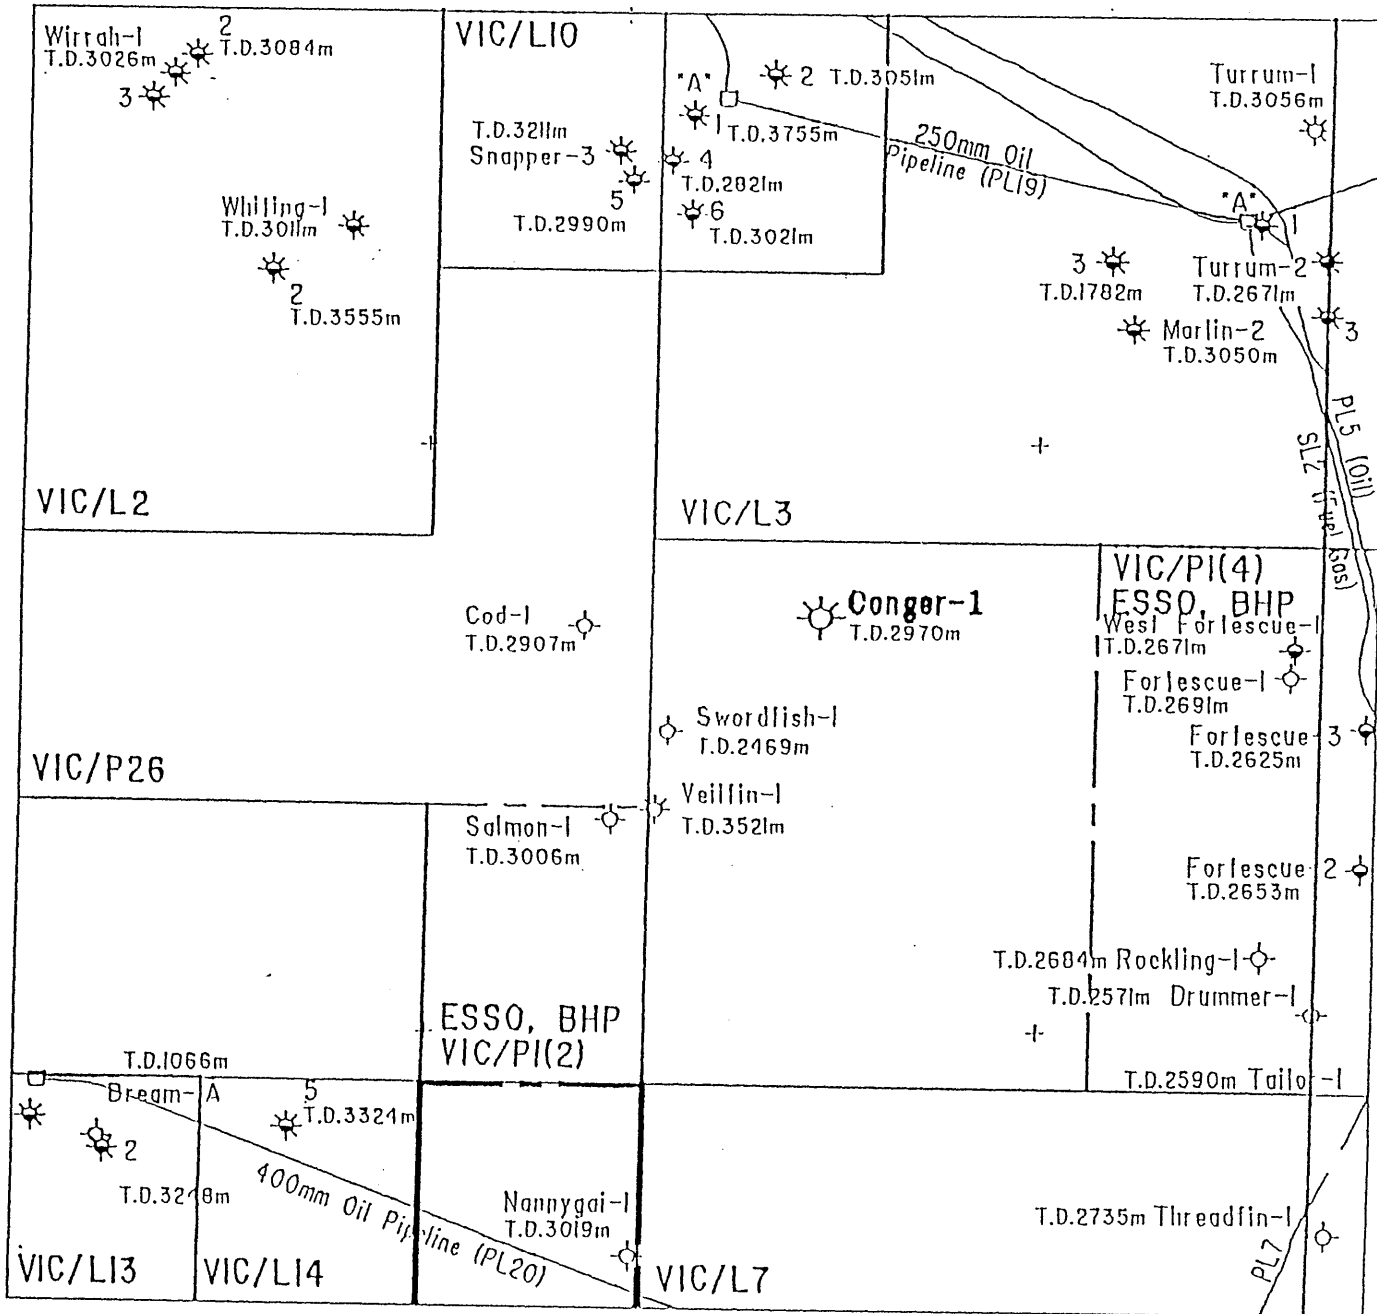 Wirrah-1
T.D.3026m
2
T.D.3084m
3
VIC/L10
"A"
2 T.D.3051m
1
T.D.3755m
T.D.3211m
Snapper-3
4
T.D.2821m
5
T.D.2990m
6
T.D.3021m
250mm Oil
Pipeline (PL19)
Turrum-1
T.D.3056m
"A"
1
Whiting-1
T.D.3011m
2
T.D.3555m
3
T.D.1782m
Turrum-2
T.D.2671m
3
Marlin-2
T.D.3050m
PL5 (Oil)
SL2 (Fuel Gas)
VIC/L2
VIC/L3
VIC/P1(4)
ESSO, BHP
Cod-1
T.D.2907m
Conger-1
T.D.2970m
West Fortescue-1
T.D.2671m
Fortescue-1
T.D.2691m
Swordfish-1
T.D.2469m
Fortescue 3
T.D.2625m
VIC/P26
Veilfin-1
T.D.3521m
Salmon-1
T.D.3006m
Fortescue 2
T.D.2653m
T.D.2684m Rockling-1
T.D.2571m Drummer-1
ESSO, BHP
VIC/P1(2)
T.D.1066m
Bream-A
5
T.D.3324m
T.D.2590m Tailor-1
2
T.D.3248m
400mm Oil Pipeline (PL20)
Nannygai-1
T.D.3019m
T.D.2735m Threadfin-1
PL7
VIC/L13
VIC/L14
VIC/L7